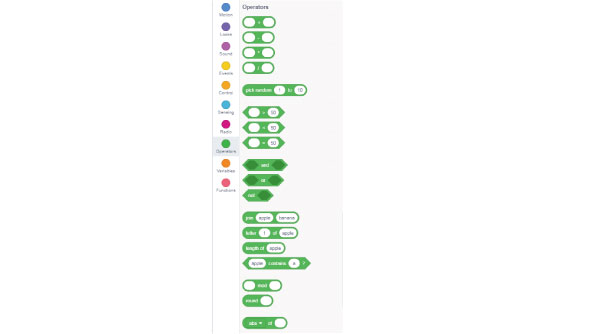 Motion
Looks
Sound
Events
Control
Sensing
Radio
Operators
Variables
Functions
Operators
+
-
*
/
pick random 1 to 10
> 50
< 50
= 50
and
or
not
join apple banana
letter 1 of apple
length of apple
apple contains a ?
mod
round
abs of